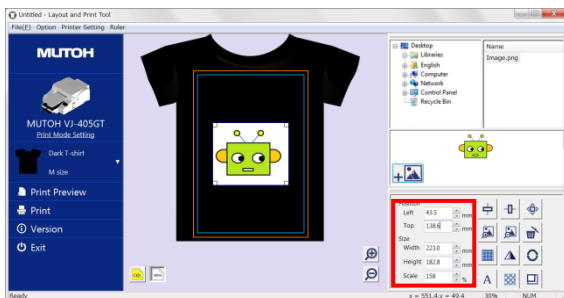 Untitled - Layout and Print Tool
File(F) Option Printer Setting Ruler
MUTOH
MUTOH VJ-405GT
Print Mode Setting
Dark T-shirt
M size
Print Preview
Print
Version
Exit
Desktop
Libraries
English
Computer
Network
Control Panel
Recycle Bin
Name
Image.png
Position
Left 43.5 mm
Top 138.6 mm
Size
Width 223.0 mm
Height 182.8 mm
Scale 158 %
A
Ready
x = 551.4,y = 49.4 30% NUM